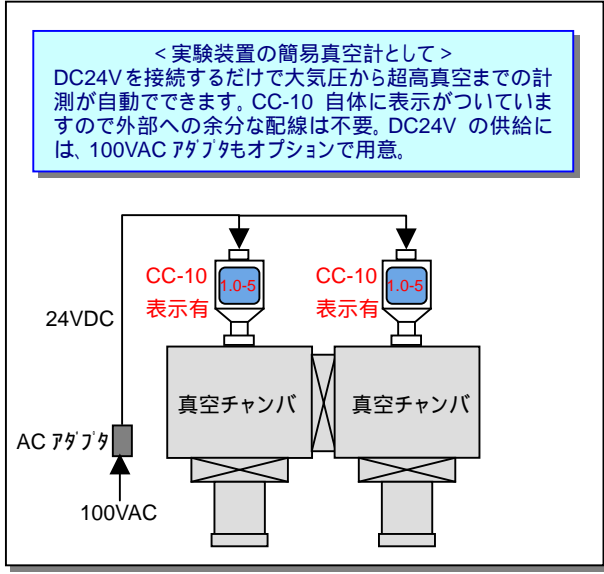 ＜実験装置の簡易真空計として＞
DC24Vを接続するだけで大気圧から超高真空までの計
測が自動でできます。CC-10 自体に表示がついていま
すので外部への余分な配線は不要。DC24V の供給に
は、100VAC ｱﾀﾞﾌﾟﾀもオプションで用意。
CC-10
表示有
1.0-5
CC-10
表示有
1.0-5
24VDC
真空チャンバ
真空チャンバ
AC ｱﾀﾞﾌﾟﾀ
100VAC